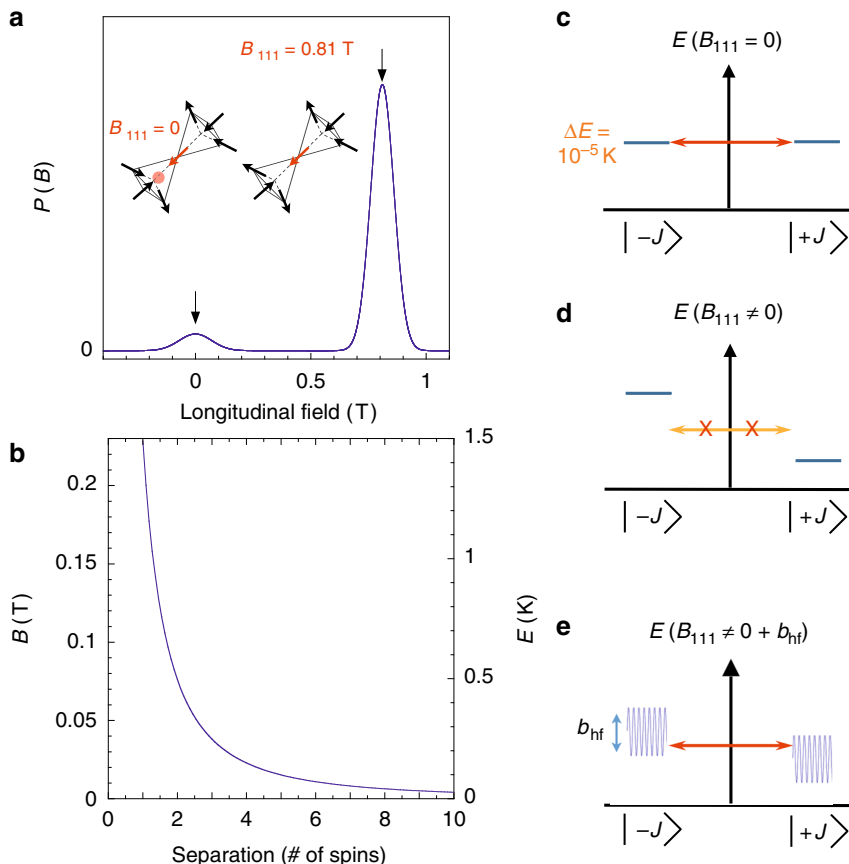 a
B 111 = 0.81 T
B 111 = 0
P (B)
0
0 0.5 1
Longitudinal field (T)
b
0.2
0.15
0.1
0.05
0
B (T)
1.5
1
0.5
0
E (K)
0 2 4 6 8 10
Separation (# of spins)
c
E (B111 = 0)
ΔE =
10–5 K
| –J⟩ | +J⟩
d
E (B111 ≠ 0)
X X
| –J⟩ | +J⟩
e
E (B111 ≠ 0 + bhf)
bhf
| –J⟩ | +J⟩